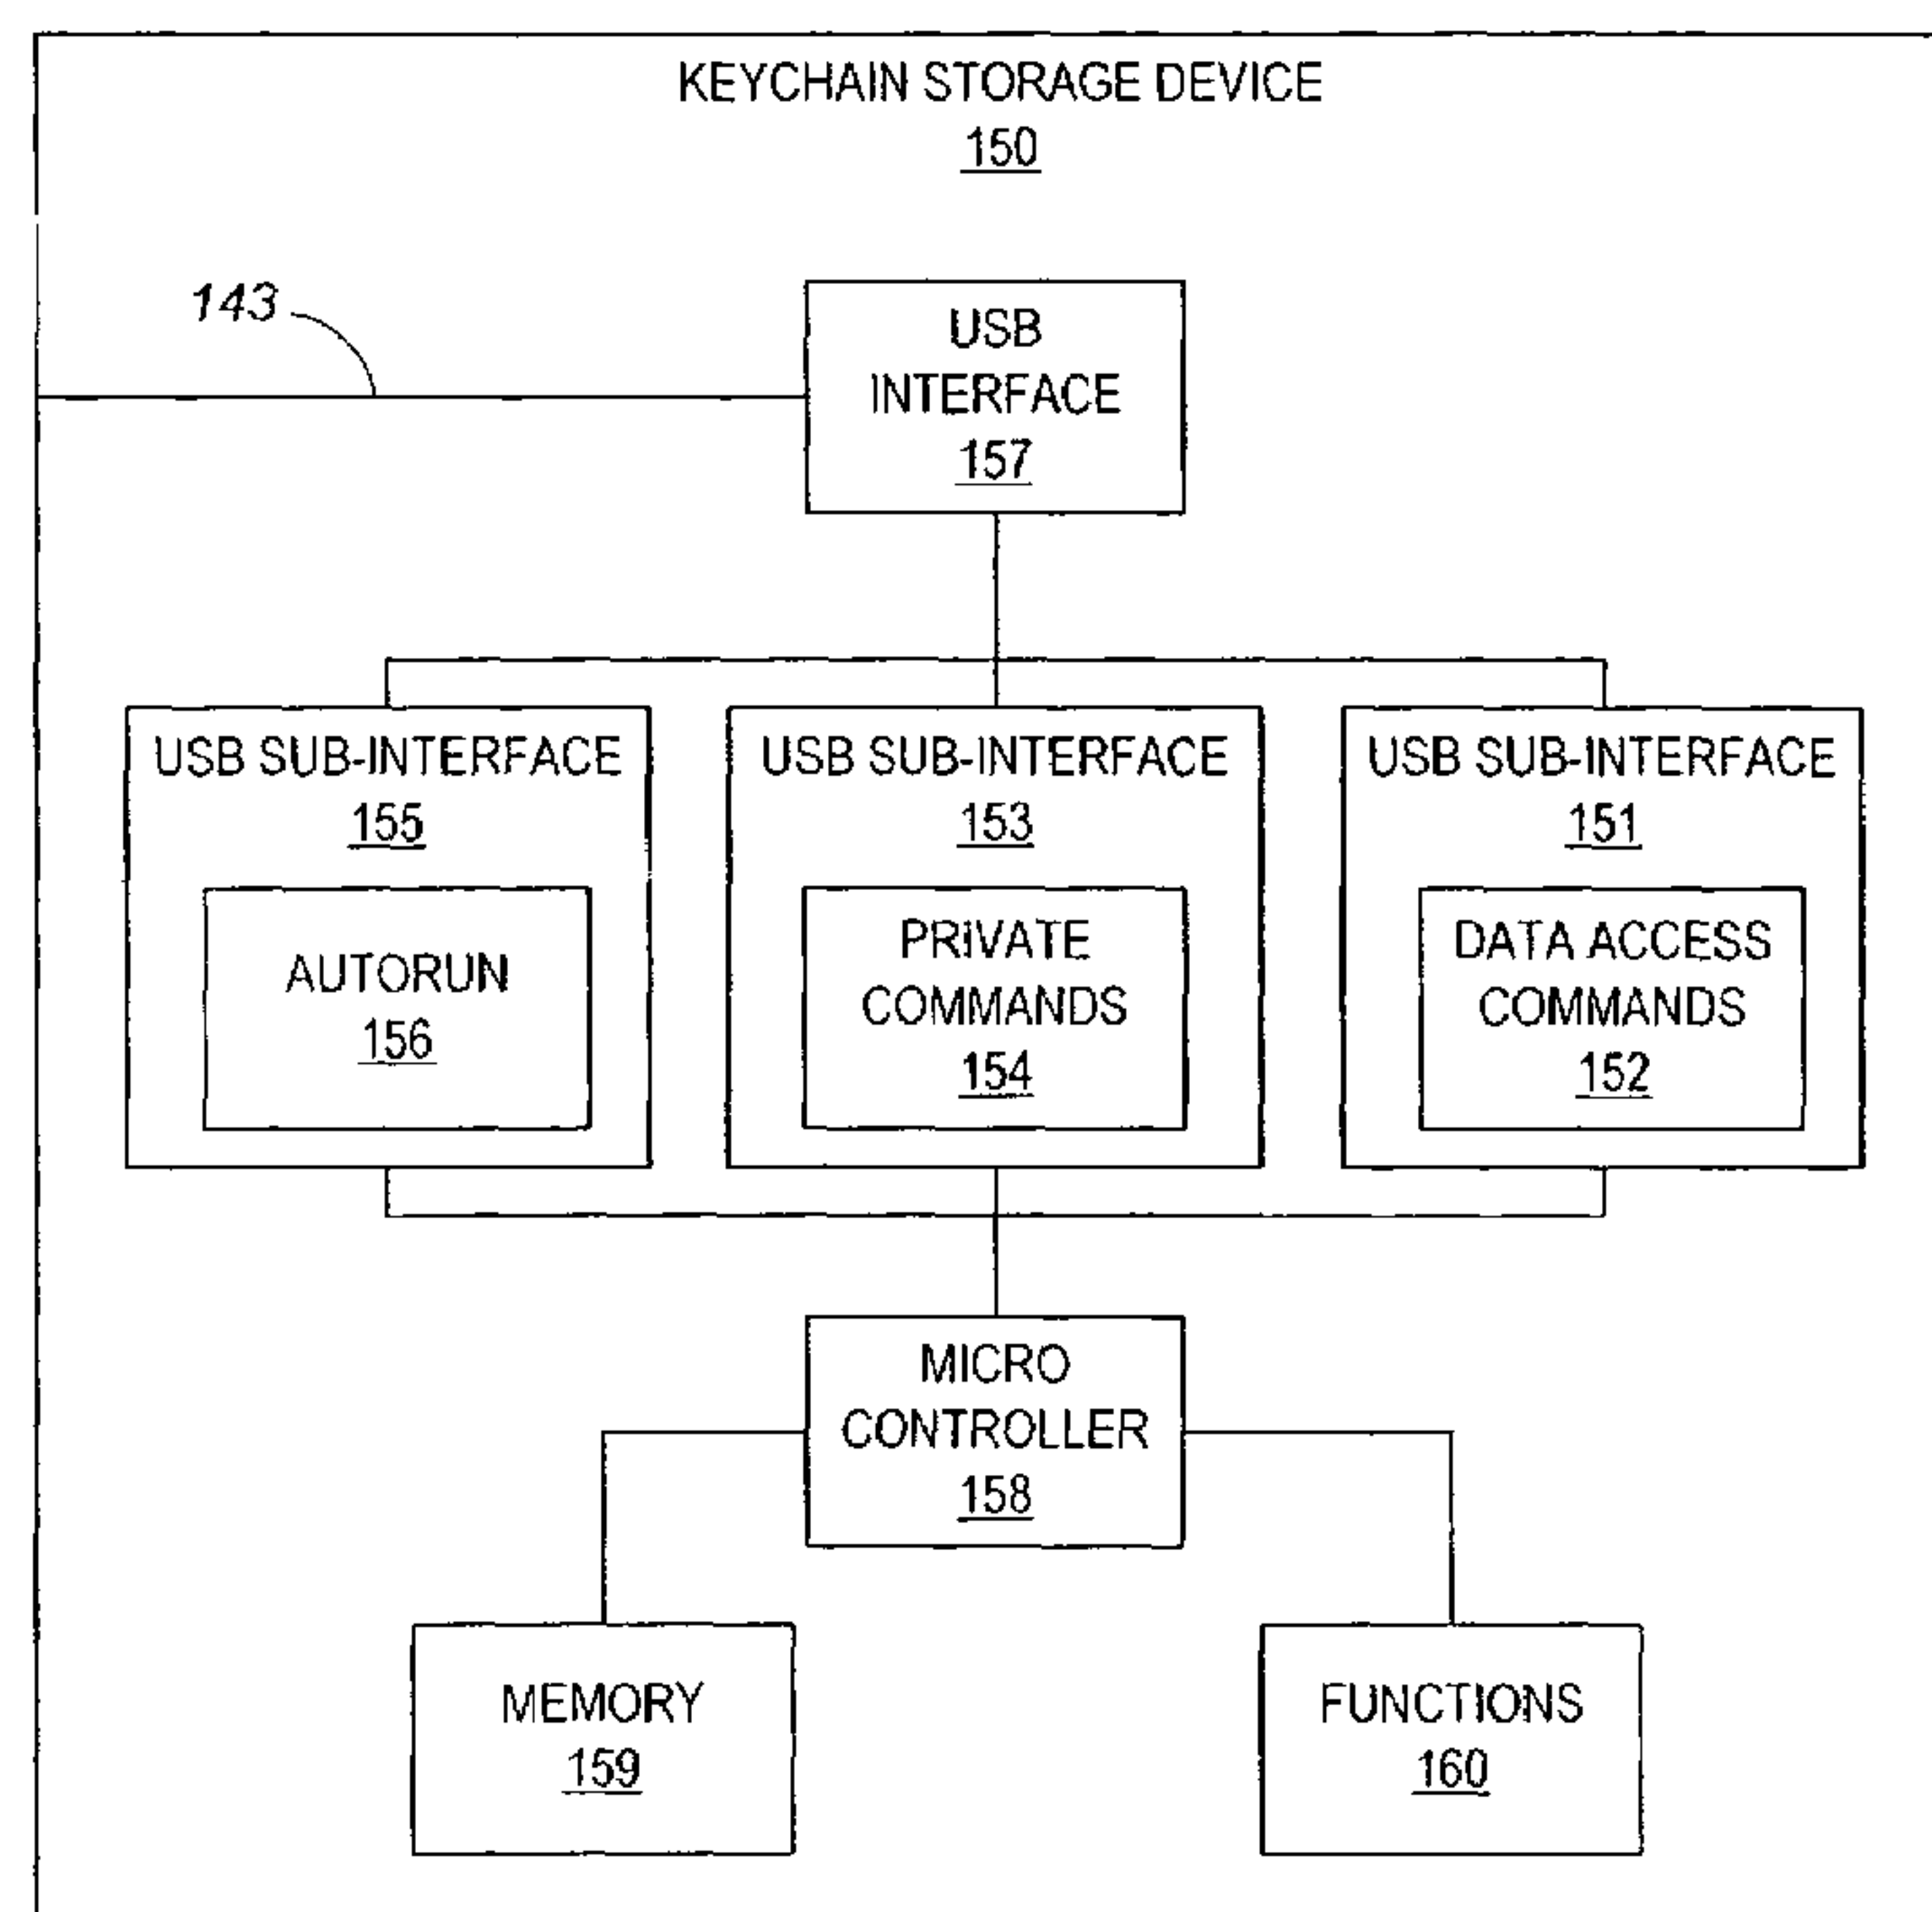 KEYCHAIN STORAGE DEVICE
150
143
USB
INTERFACE
157
USB SUB-INTERFACE
155
AUTORUN
156
USB SUB-INTERFACE
153
PRIVATE
COMMANDS
154
USB SUB-INTERFACE
151
DATA ACCESS
COMMANDS
152
MICRO
CONTROLLER
158
MEMORY
159
FUNCTIONS
160